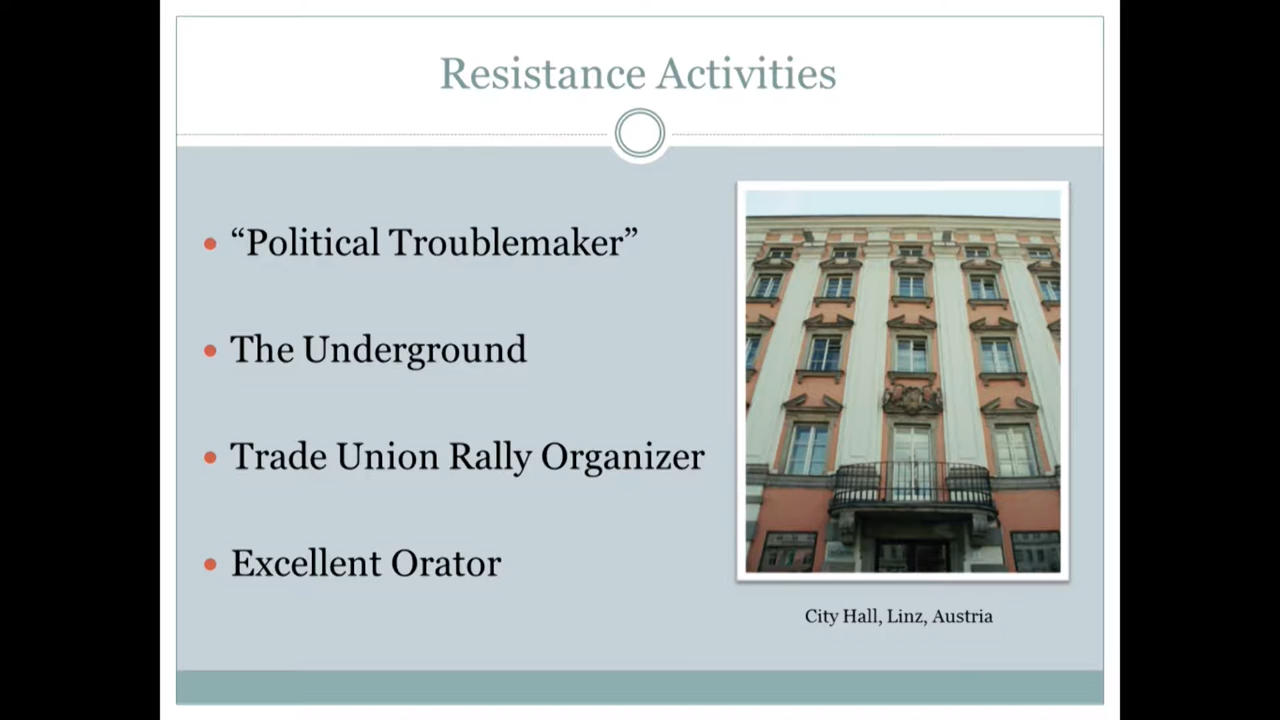 Resistance Activities
“Political Troublemaker”
The Underground
Trade Union Rally Organizer
Excellent Orator
City Hall, Linz, Austria